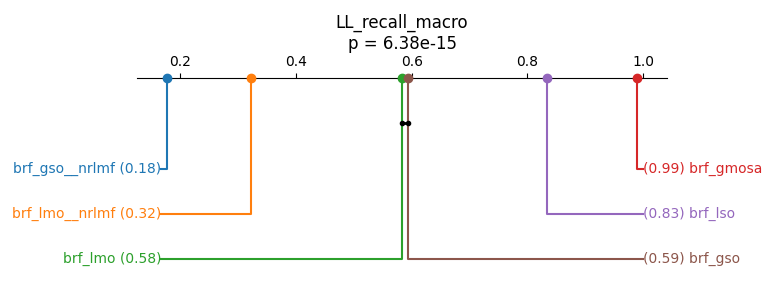 LL_recall_macro
p = 6.38e-15
0.2 0.4 0.6 0.8 1.0
brf_gso__nrlmf (0.18)
(0.99) brf_gmosa
brf_lmo__nrlmf (0.32)
(0.83) brf_lso
brf_lmo (0.58)
(0.59) brf_gso